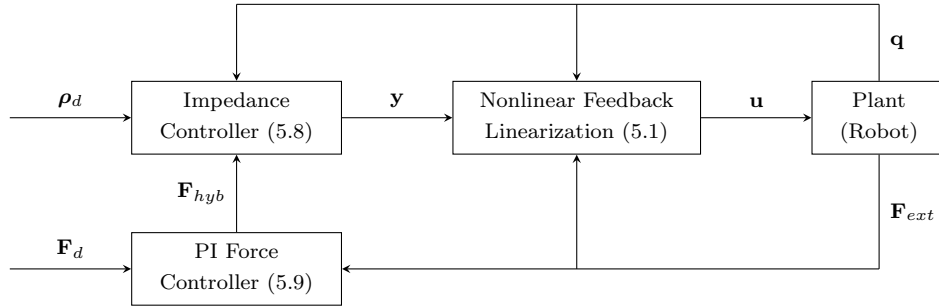 q
ρ_d
Impedance
Controller (5.8)
y
Nonlinear Feedback
Linearization (5.1)
u
Plant
(Robot)
F_hyb
F_ext
F_d
PI Force
Controller (5.9)